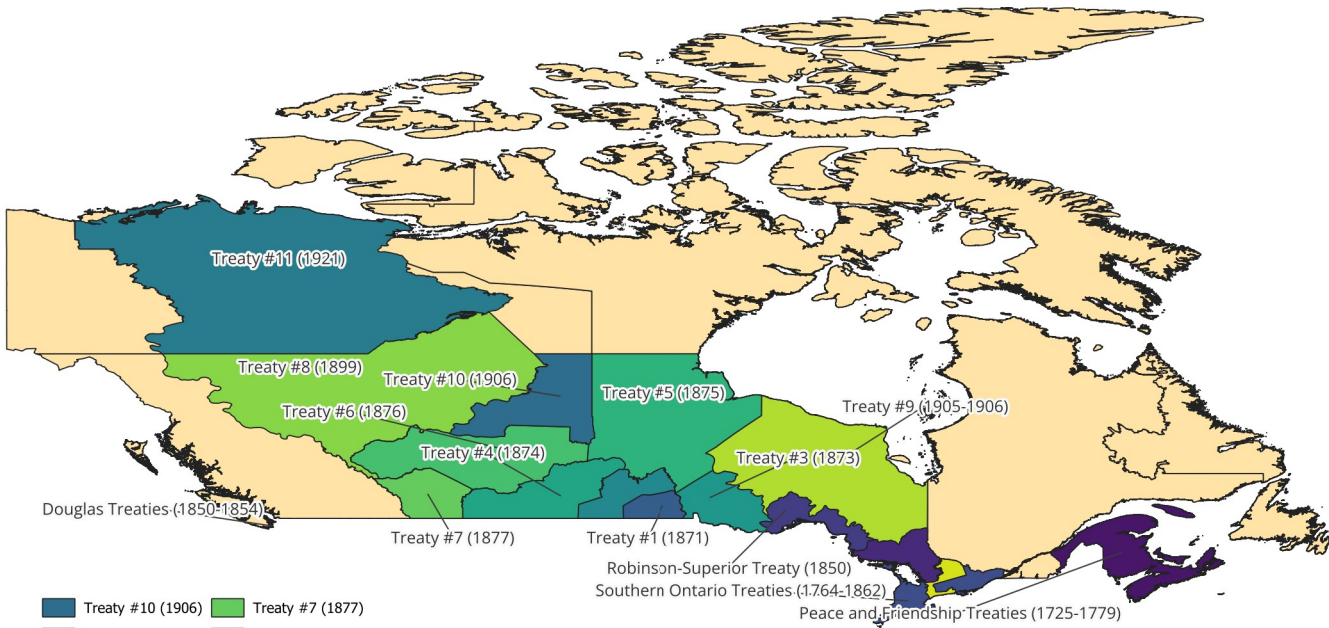 Treaty #11 (1921)
Treaty #8 (1899)
Treaty #10 (1906)
Treaty #5 (1875)
Treaty #6 (1876)
Treaty #9 (1905-1906)
Treaty #4 (1874)
Treaty #3 (1873)
Douglas Treaties (1850-1854)
Treaty #7 (1877)
Treaty #1 (1871)
Robinson-Superior Treaty (1850)
Southern Ontario Treaties (1764-1862)
Peace and Friendship Treaties (1725-1779)
Treaty #10 (1906)
Treaty #7 (1877)